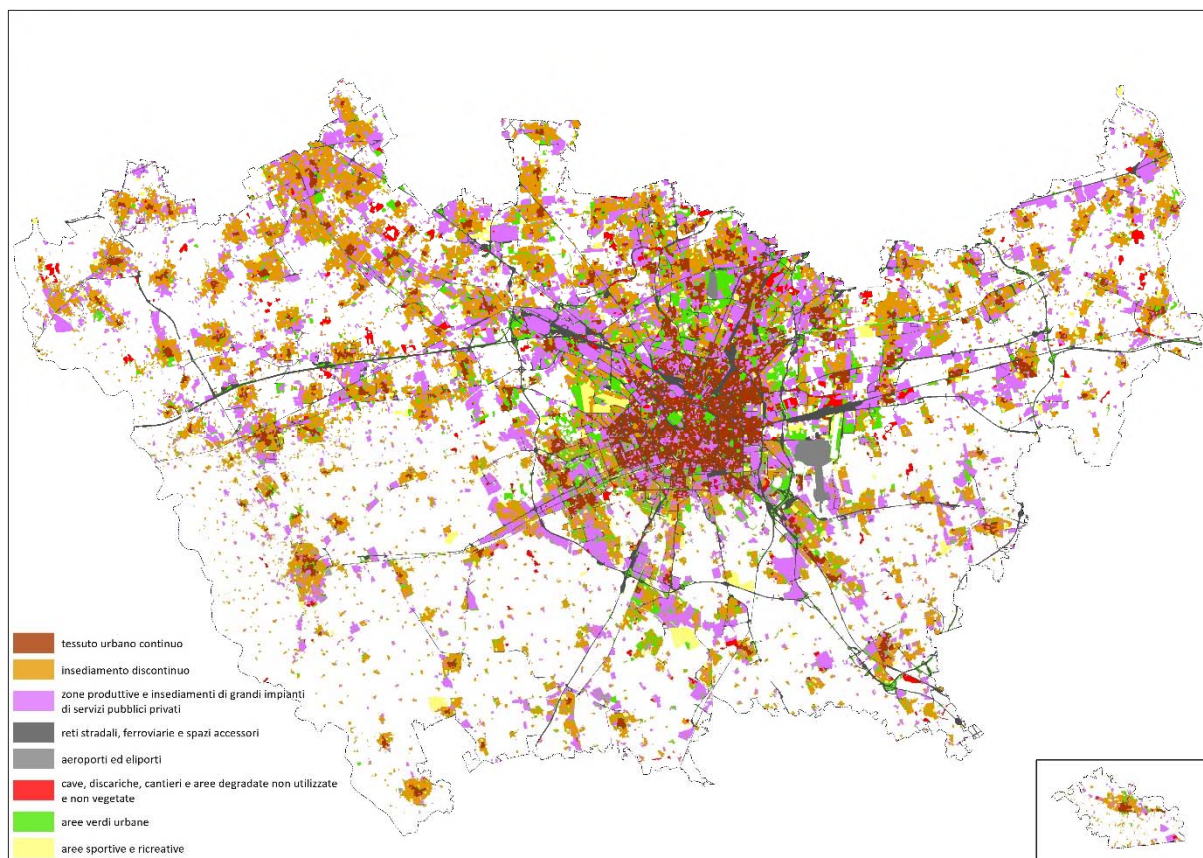 tessuto urbano continuo
insediamento discontinuo
zone produttive e insediamenti di grandi impianti
di servizi pubblici privati
reti stradali, ferroviarie e spazi accessori
aeroporti ed eliporti
cave, discariche, cantieri e aree degradate non utilizzate
e non vegetate
aree verdi urbane
aree sportive e ricreative